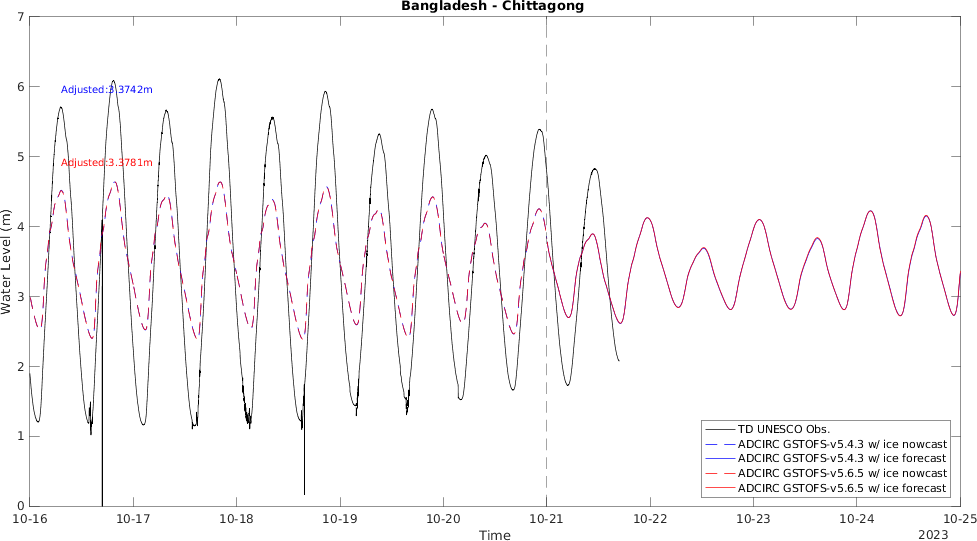 Bangladesh - Chittagong
7
6
5
4
3
2
1
0
Water Level (m)
Adjusted:3.3742m
Adjusted:3.3781m
TD UNESCO Obs.
ADCIRC GSTOFS-v5.4.3 w/ ice nowcast
ADCIRC GSTOFS-v5.4.3 w/ ice forecast
ADCIRC GSTOFS-v5.6.5 w/ ice nowcast
ADCIRC GSTOFS-v5.6.5 w/ ice forecast
10-16 10-17 10-18 10-19 10-20 10-21 10-22 10-23 10-24 10-25
Time
2023